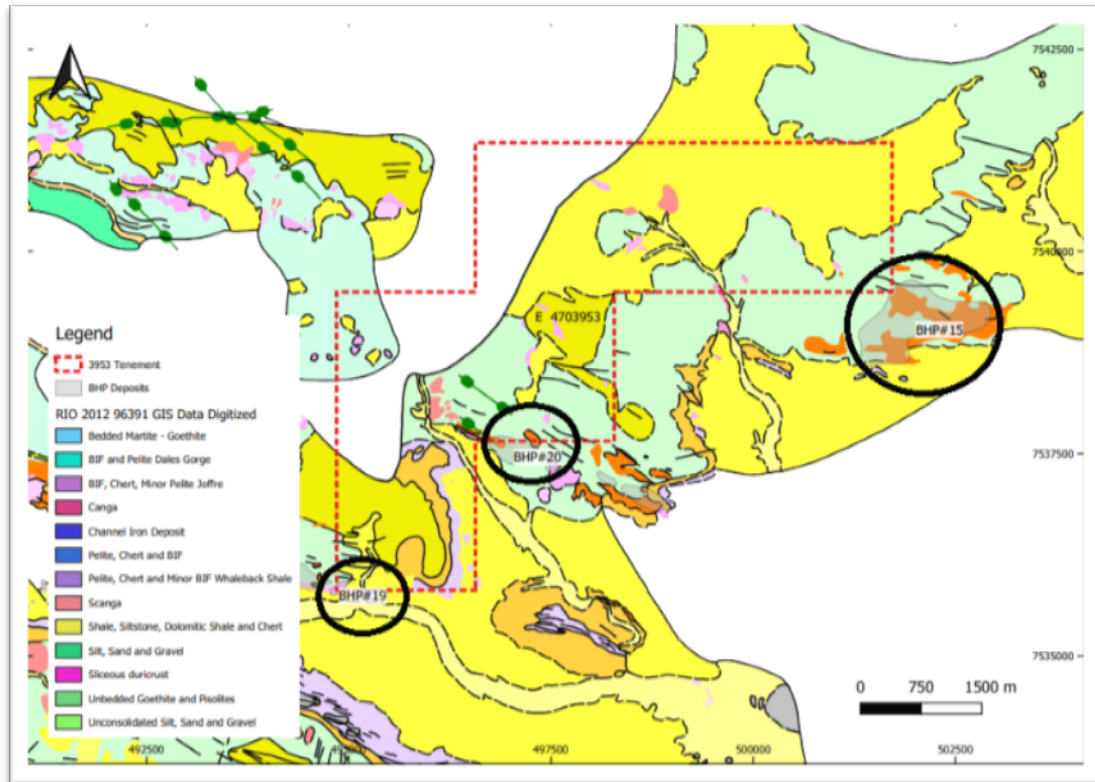 7542500
7540000
E 4703953
BHP#15
Legend
3953 Tenement
BHP Deposits
RIO 2012 96391 GIS Data Digitized
Bedded Martite - Goethite
BIF and Pelite Dales Gorge
BIF, Chert, Minor Pelite Joffre
Canga
Channel Iron Deposit
Pelite, Chert and BIF
Pelite, Chert and Minor BIF Whaleback Shale
Scanga
Shale, Siltstone, Dolomitic Shale and Chert
Silt, Sand and Gravel
Sliceous duricrust
Unbedded Goethite and Pisolites
Unconsolidated Silt, Sand and Gravel
BHP#20
7537500
BHP#19
7535000
0 750 1500 m
492500
497500
500000
502500